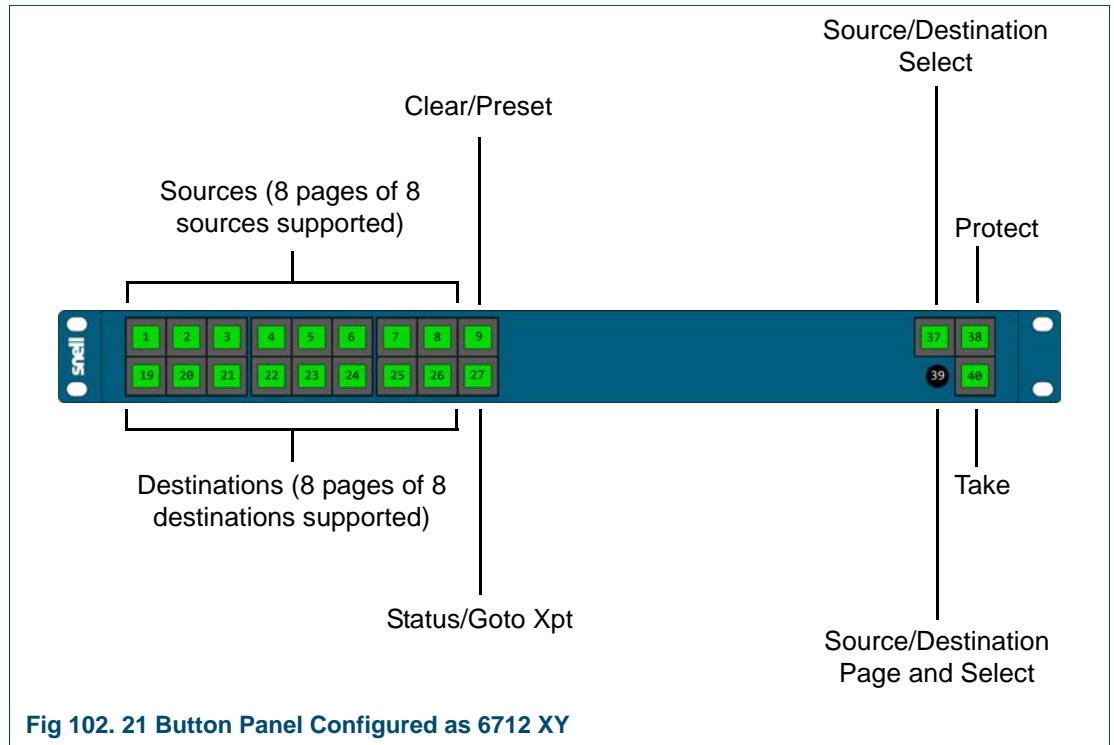 Source/Destination
Select
Clear/Preset
Sources (8 pages of 8
sources supported)
Protect
snell
1 2 3 4 5 6 7 8 9
37 38
19 20 21 22 23 24 25 26 27
39 40
Destinations (8 pages of 8
destinations supported)
Take
Status/Goto Xpt
Source/Destination
Page and Select
Fig 102. 21 Button Panel Configured as 6712 XY